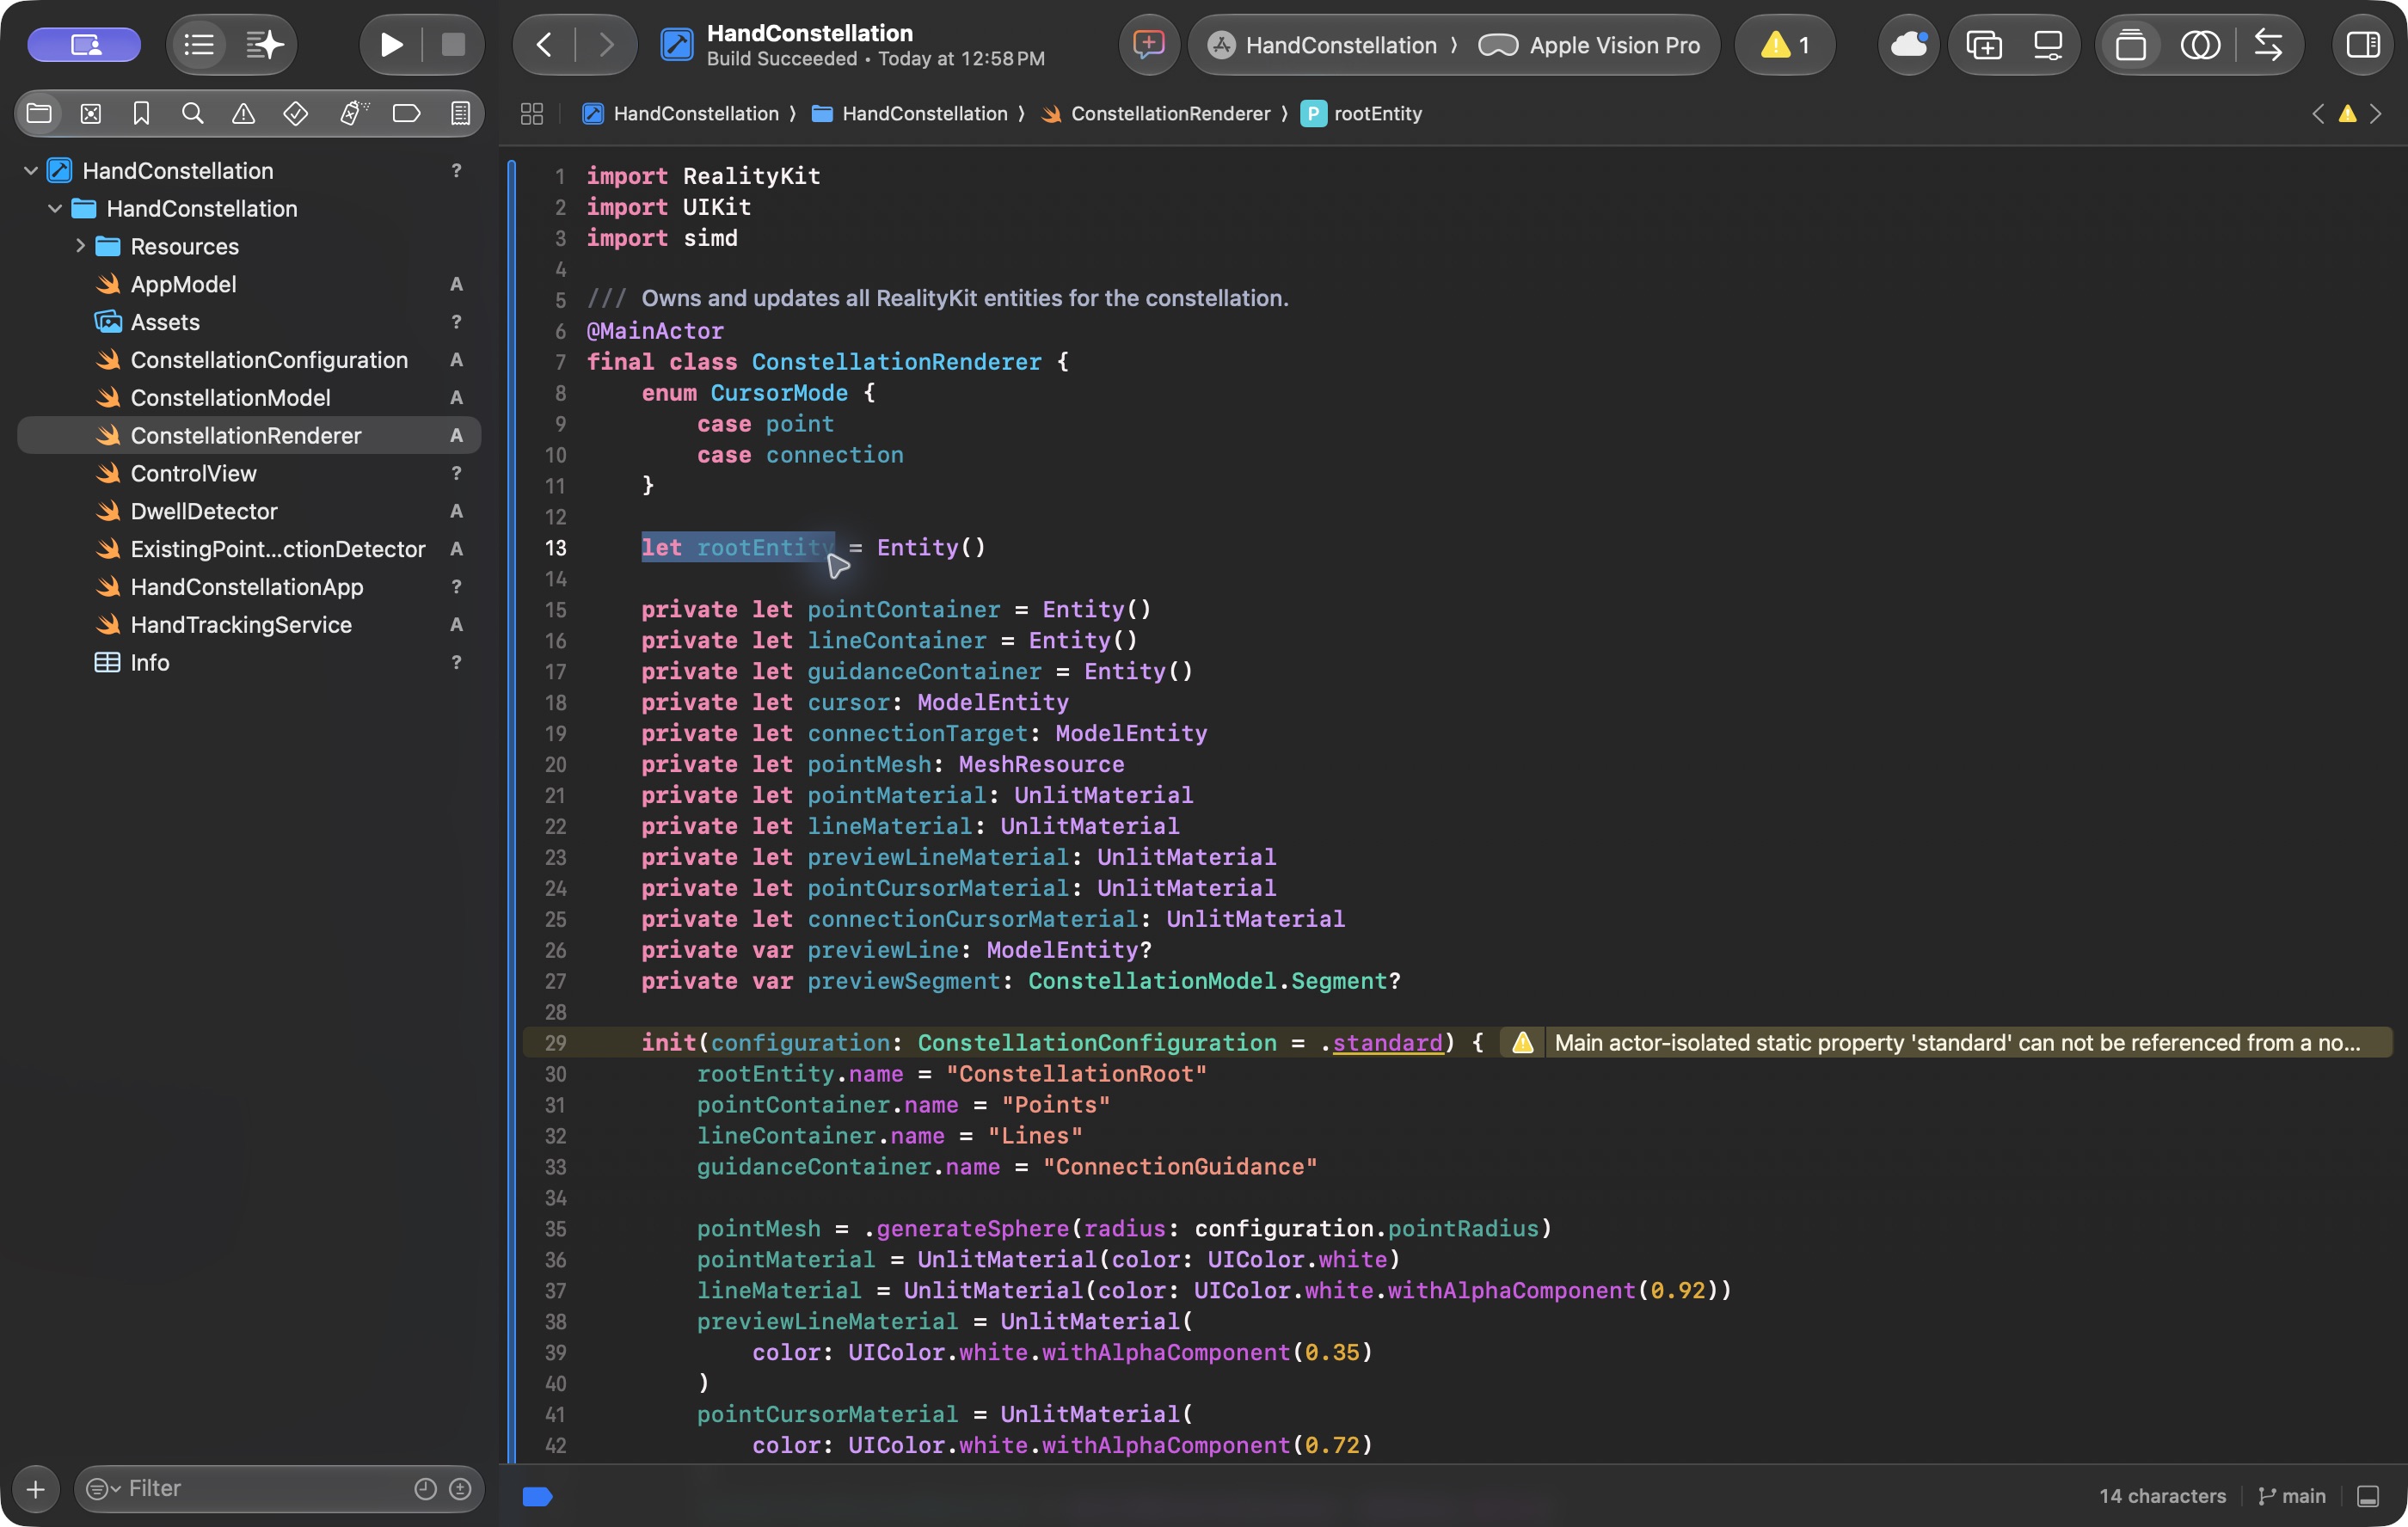 HandConstellation
Build Succeeded • Today at 12:58 PM
HandConstellation 〉 Apple Vision Pro
1
HandConstellation 〉 HandConstellation 〉 ConstellationRenderer 〉 P rootEntity
HandConstellation ?
HandConstellation
Resources
AppModel A
Assets ?
ConstellationConfiguration A
ConstellationModel A
ConstellationRenderer A
ControlView ?
DwellDetector A
ExistingPoint...ctionDetector A
HandConstellationApp ?
HandTrackingService A
Info ?
Filter
1 import RealityKit
2 import UIKit
3 import simd
4
5 /// Owns and updates all RealityKit entities for the constellation.
6 @MainActor
7 final class ConstellationRenderer {
8     enum CursorMode {
9         case point
10         case connection
11     }
12
13     let rootEntity = Entity()
14
15     private let pointContainer = Entity()
16     private let lineContainer = Entity()
17     private let guidanceContainer = Entity()
18     private let cursor: ModelEntity
19     private let connectionTarget: ModelEntity
20     private let pointMesh: MeshResource
21     private let pointMaterial: UnlitMaterial
22     private let lineMaterial: UnlitMaterial
23     private let previewLineMaterial: UnlitMaterial
24     private let pointCursorMaterial: UnlitMaterial
25     private let connectionCursorMaterial: UnlitMaterial
26     private var previewLine: ModelEntity?
27     private var previewSegment: ConstellationModel.Segment?
28
29     init(configuration: ConstellationConfiguration = .standard) { Main actor-isolated static property 'standard' can not be referenced from a no...
30         rootEntity.name = "ConstellationRoot"
31         pointContainer.name = "Points"
32         lineContainer.name = "Lines"
33         guidanceContainer.name = "ConnectionGuidance"
34
35         pointMesh = .generateSphere(radius: configuration.pointRadius)
36         pointMaterial = UnlitMaterial(color: UIColor.white)
37         lineMaterial = UnlitMaterial(color: UIColor.white.withAlphaComponent(0.92))
38         previewLineMaterial = UnlitMaterial(
39             color: UIColor.white.withAlphaComponent(0.35)
40         )
41         pointCursorMaterial = UnlitMaterial(
42             color: UIColor.white.withAlphaComponent(0.72)
14 characters main